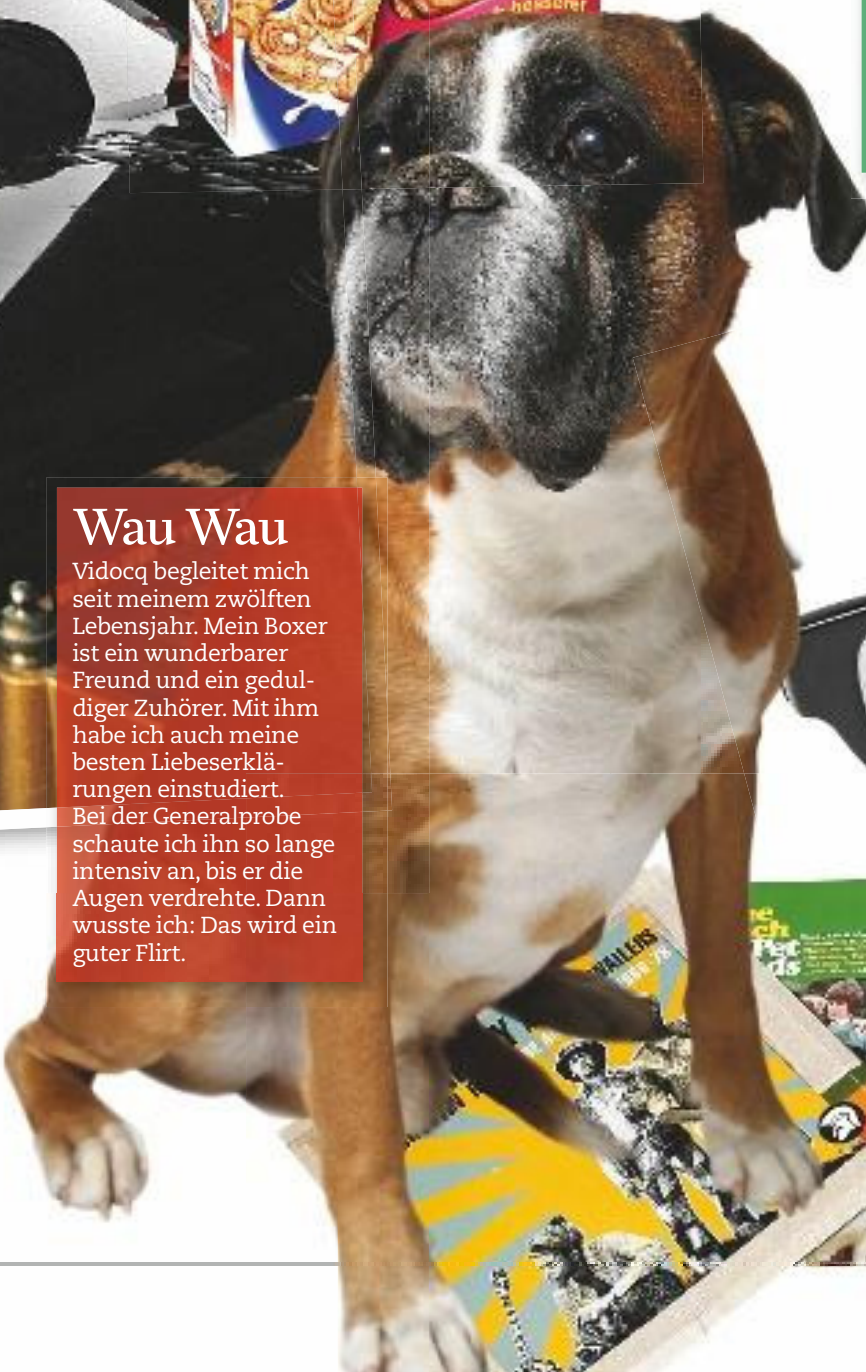 Wau Wau
Vidocq begleitet mich
seit meinem zwölften
Lebensjahr. Mein Boxer
ist ein wunderbarer
Freund und ein gedul-
diger Zuhörer. Mit ihm
habe ich auch meine
besten Liebeserklä-
rungen einstudiert.
Bei der Generalprobe
schaute ich ihn so lange
intensiv an, bis er die
Augen verdrehte. Dann
wusste ich: Das wird ein
guter Flirt.
WAILERS
Pet